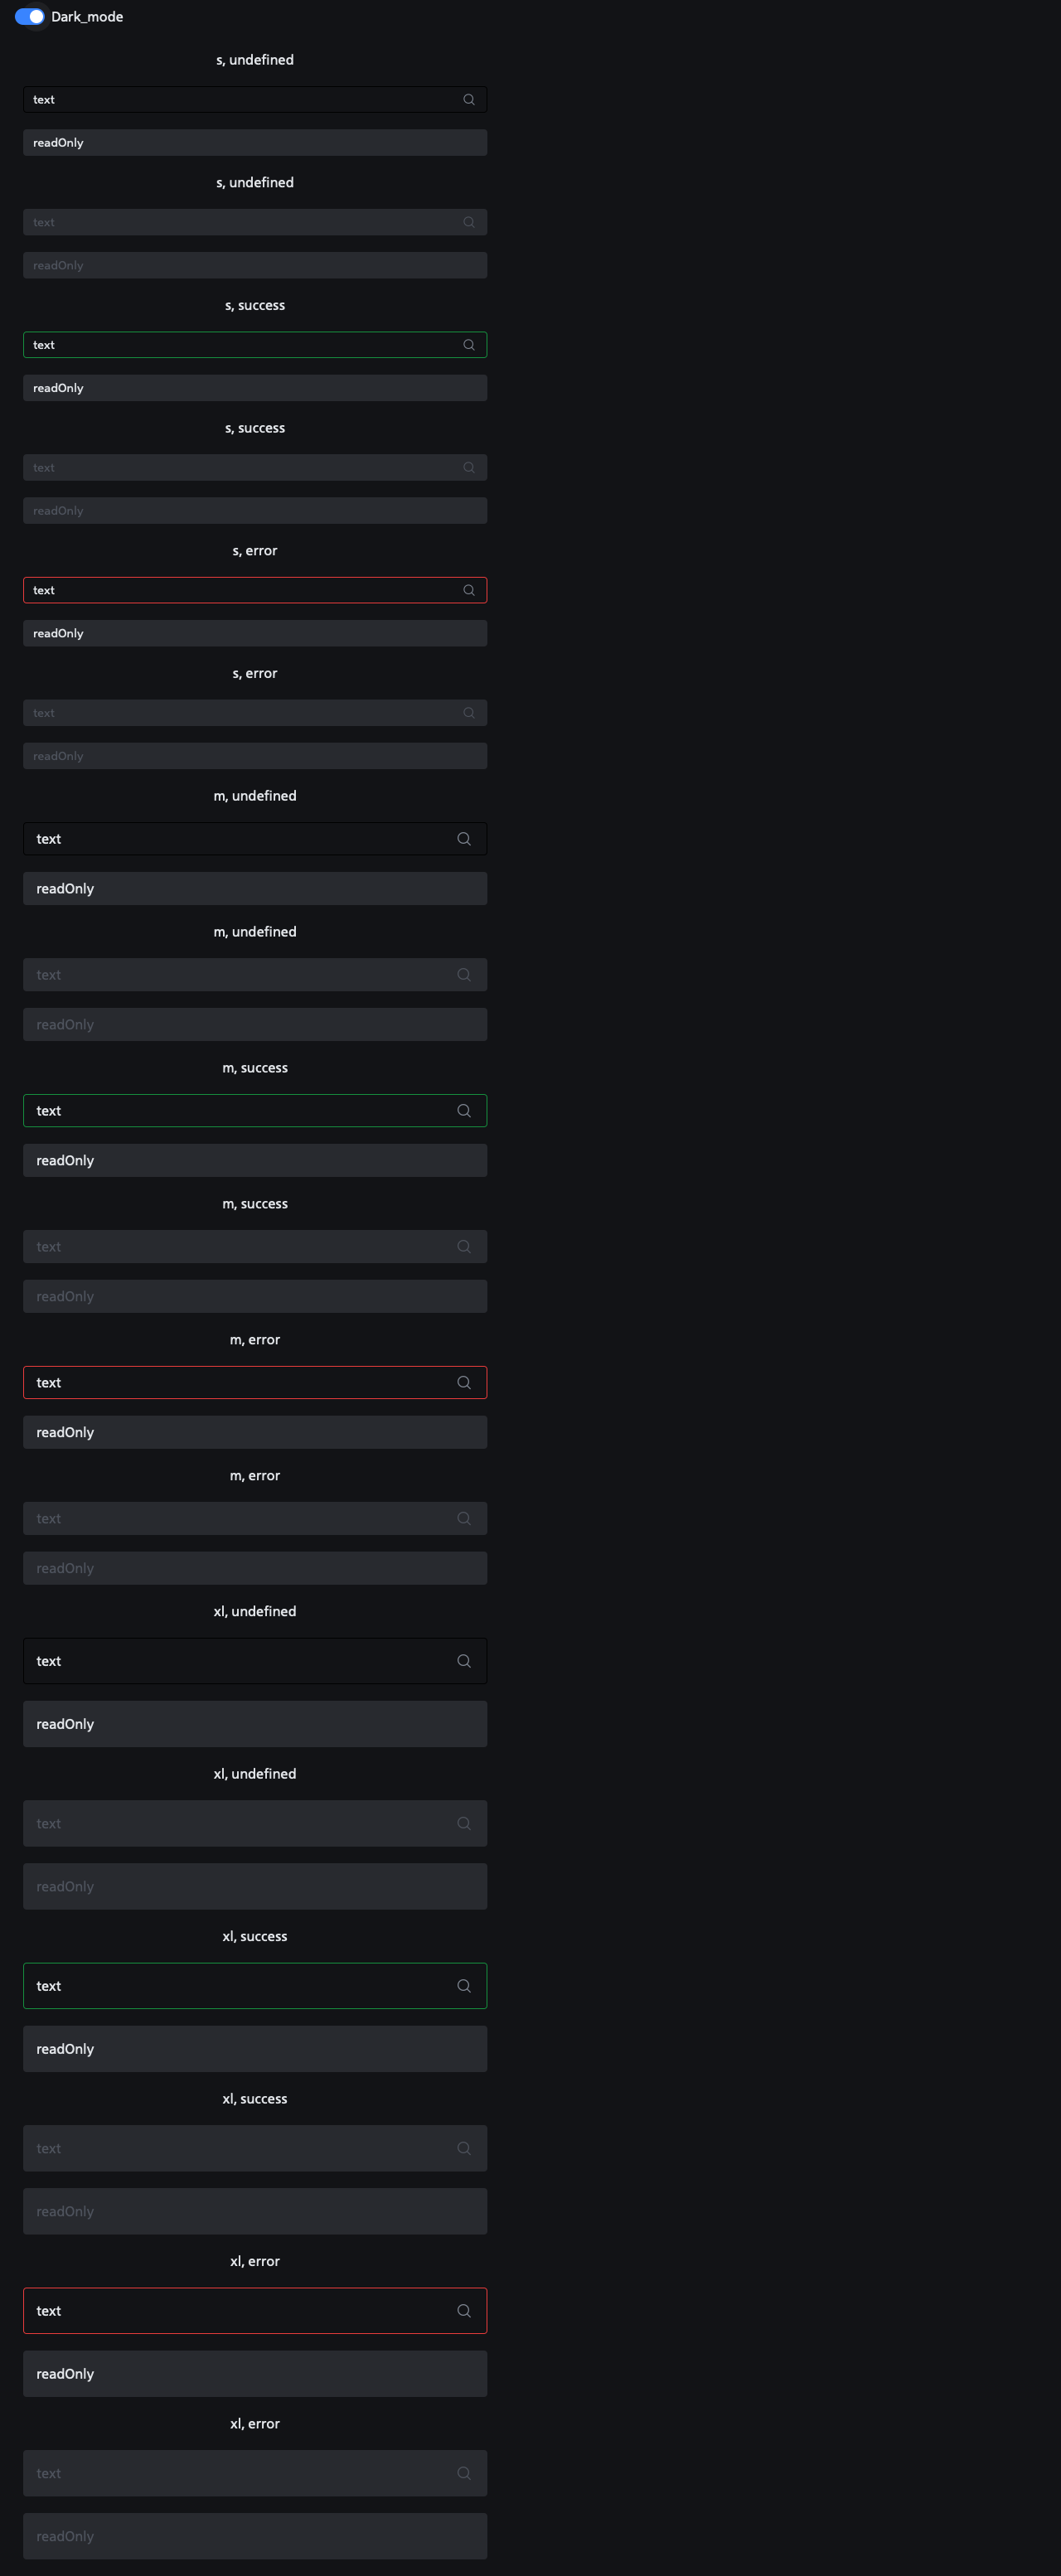 Dark_mode
s, undefined
text
readOnly
s, undefined
text
readOnly
s, success
text
readOnly
s, success
text
readOnly
s, error
text
readOnly
s, error
text
readOnly
m, undefined
text
readOnly
m, undefined
text
readOnly
m, success
text
readOnly
m, success
text
readOnly
m, error
text
readOnly
m, error
text
readOnly
xl, undefined
text
readOnly
xl, undefined
text
readOnly
xl, success
text
readOnly
xl, success
text
readOnly
xl, error
text
readOnly
xl, error
text
readOnly